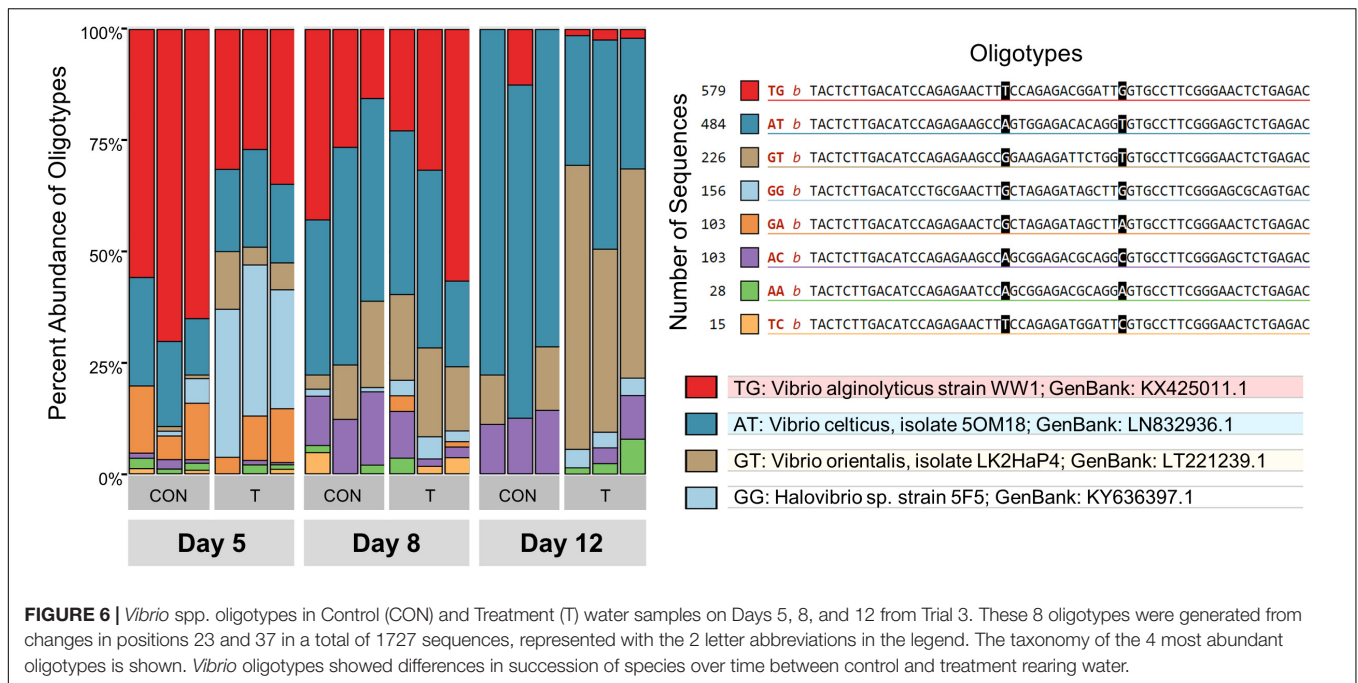 Percent Abundance of Oligotypes
100%
75%
50%
25%
0%
CON T CON T CON T
Day 5 Day 8 Day 12
Oligotypes
Number of Sequences
579 TG b TACTCTTGACATCCAGAGAACTTTCCAGAGACGGATTGGTGCCTTCGGGAACTCTGAGAC
484 AT b TACTCTTGACATCCAGAGAAGCCAGTGGAGACACAGGTGTGCCTTCGGGAGCTCTGAGAC
226 GT b TACTCTTGACATCCAGAGAAGCCGGAAGAGATTCTGGTGTGCCTTCGGGAACTCTGAGAC
156 GG b TACTCTTGACATCCTGCGAACTTGCTAGAGATAGCTTGGTGCCTTCGGGAGCGCAGTGAC
103 GA b TACTCTTGACATCCAGAGAACTCGCTAGAGATAGCTTAGTGCCTTCGGGAACTCTGAGAC
103 AC b TACTCTTGACATCCAGAGAAGCCAGCGGAGACGCAGGCGTGCCTTCGGGAACTCTGAGAC
28 AA b TACTCTTGACATCCAGAGAATCCAGCGGAGACGCAGGAGTGCCTTCGGGAACTCTGAGAC
15 TC b TACTCTTGACATCCAGAGAACTTTCCAGAGATGGATTCGTGCCTTCGGGAACTCTGAGAC
TG: Vibrio alginolyticus strain WW1; GenBank: KX425011.1
AT: Vibrio celticus, isolate 5OM18; GenBank: LN832936.1
GT: Vibrio orientalis, isolate LK2HaP4; GenBank: LT221239.1
GG: Halovibrio sp. strain 5F5; GenBank: KY636397.1
FIGURE 6 | Vibrio spp. oligotypes in Control (CON) and Treatment (T) water samples on Days 5, 8, and 12 from Trial 3. These 8 oligotypes were generated from
changes in positions 23 and 37 in a total of 1727 sequences, represented with the 2 letter abbreviations in the legend. The taxonomy of the 4 most abundant
oligotypes is shown. Vibrio oligotypes showed differences in succession of species over time between control and treatment rearing water.